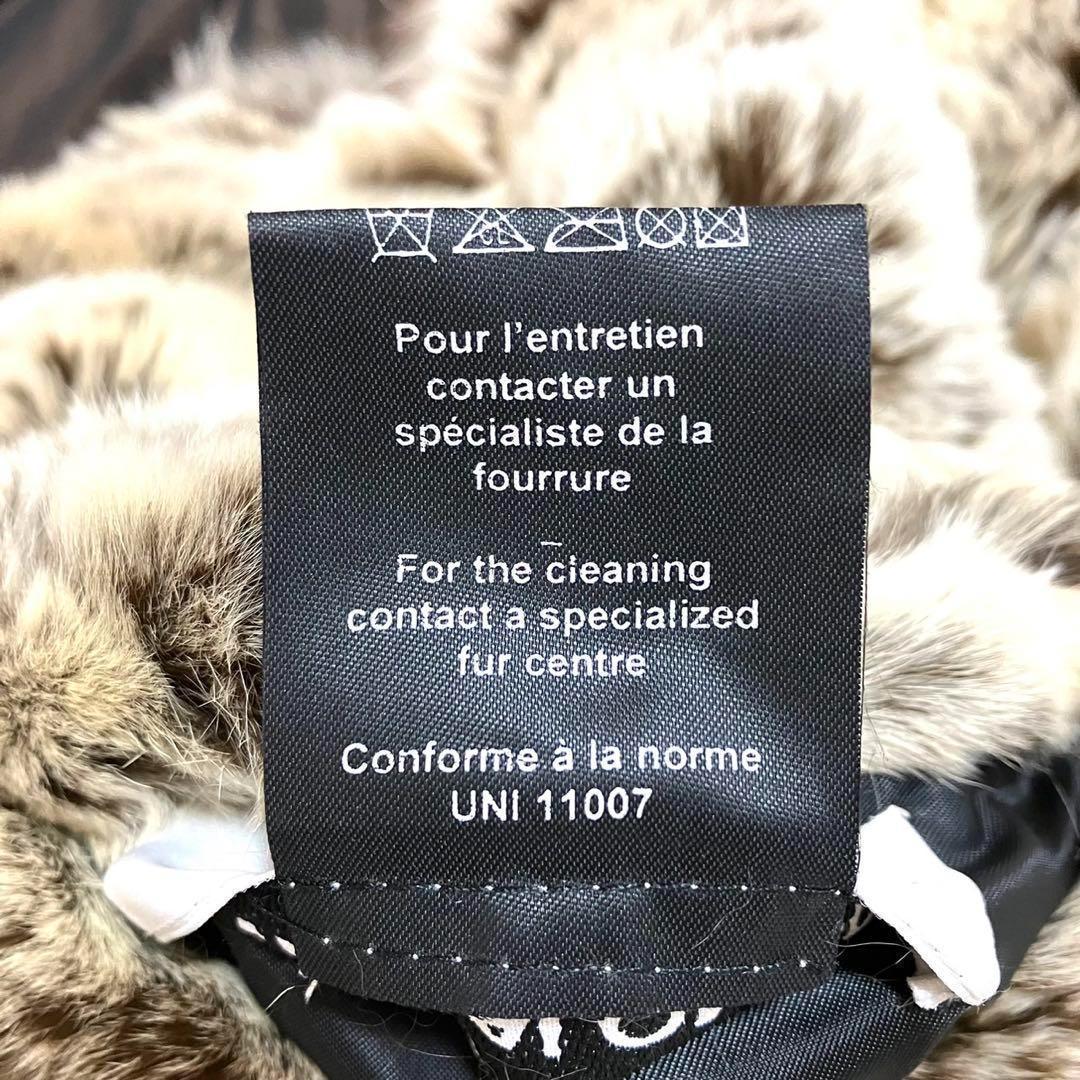 Pour l'entretien
contacter un
spécialiste de la
fourrure
–
For the cleaning
contact a specialized
fur centre
Conforme à la norme
UNI 11007